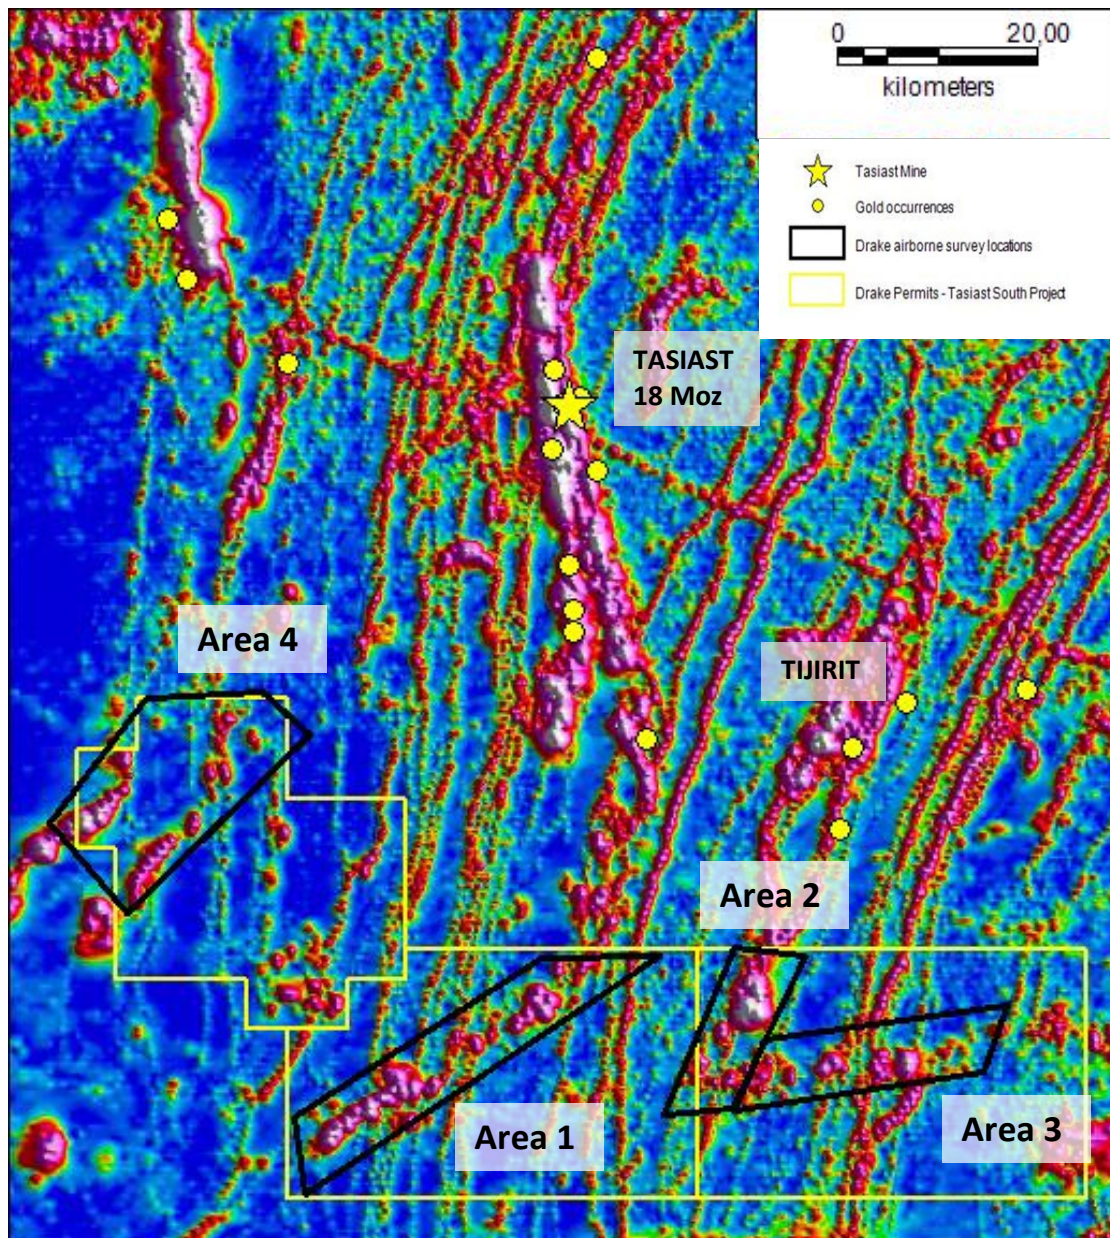 0 20,00
kilometers
Tasiast Mine
Gold occurrences
Drake airborne survey locations
Drake Permits - Tasiast South Project
TASIAST
18 Moz
Area 4
TIJIRIT
Area 2
Area 1
Area 3